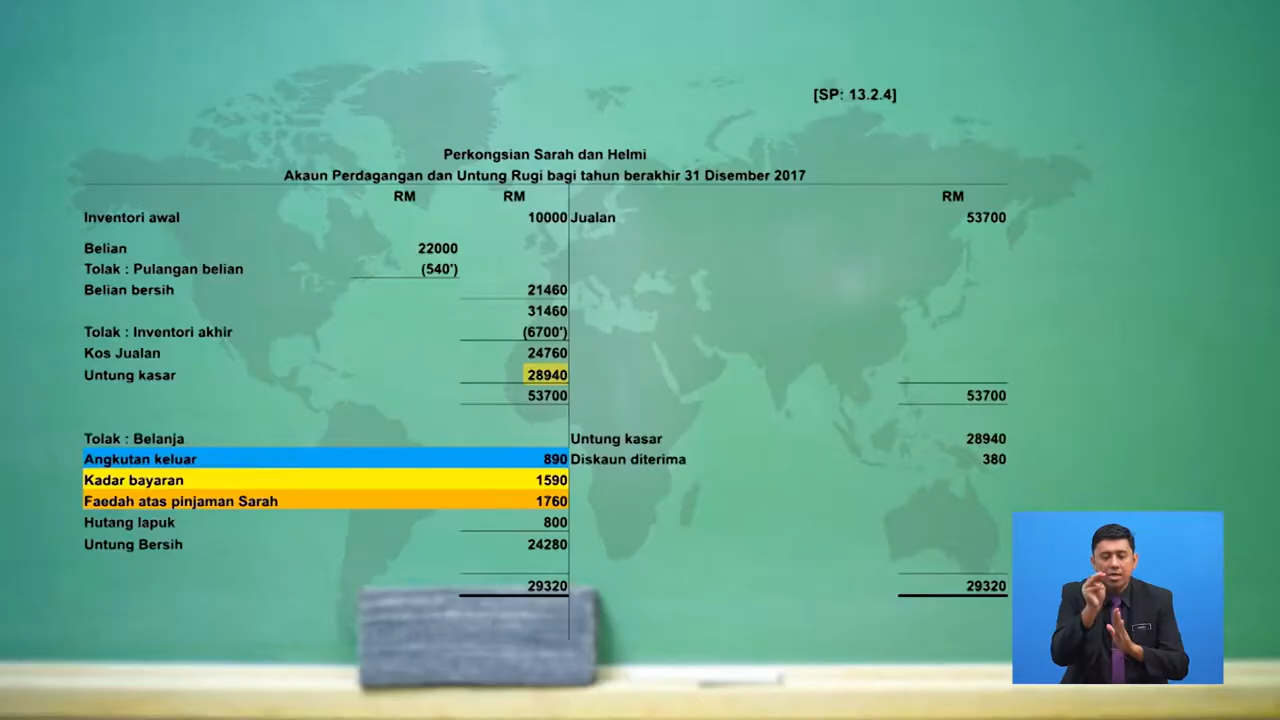 [SP: 13.2.4]
Perkongsian Sarah dan Helmi
Akaun Perdagangan dan Untung Rugi bagi tahun berakhir 31 Disember 2017
RM RM RM
Inventori awal 10000 Jualan 53700
Belian 22000
Tolak : Pulangan belian (540')
Belian bersih 21460
31460
Tolak : Inventori akhir (6700')
Kos Jualan 24760
Untung kasar 28940
53700 53700
Tolak : Belanja Untung kasar 28940
Angkutan keluar 890 Diskaun diterima 380
Kadar bayaran 1590
Faedah atas pinjaman Sarah 1760
Hutang lapuk 800
Untung Bersih 24280
29320 29320